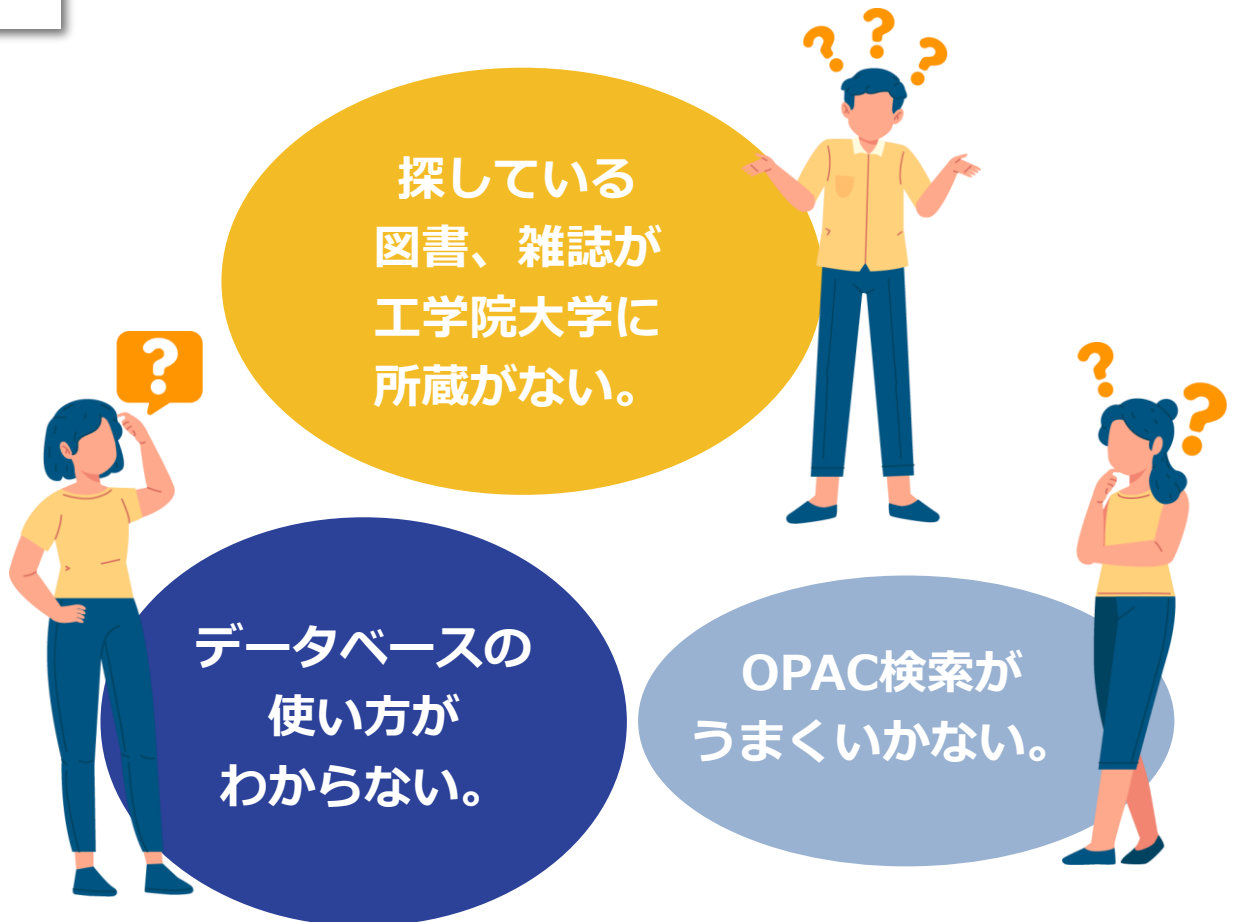 探している
図書、雑誌が
工学院大学に
所蔵がない。
データベースの
使い方が
わからない。
OPAC検索が
うまくいかない。